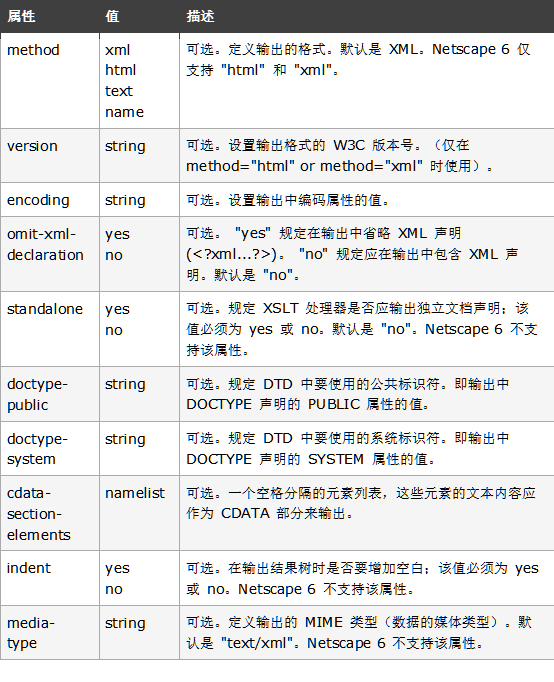 属性 值 描述
method xml 可选。定义输出的格式。默认是 XML。Netscape 6 仅
html 支持 "html" 和 "xml"。
text
name
version string 可选。设置输出格式的 W3C 版本号。（仅在
method="html" or method="xml" 时使用）。
encoding string 可选。设置输出中编码属性的值。
omit-xml- yes 可选。 "yes" 规定在输出中省略 XML 声明
declaration no (<?xml...?>)。 "no" 规定应在输出中包含 XML 声
明。默认是 "no"。
standalone yes 可选。规定 XSLT 处理器是否应输出独立文档声明；该
no 值必须为 yes 或 no。默认是 "no"。Netscape 6 不支
持该属性。
doctype- string 可选。规定 DTD 中要使用的公共标识符。即输出中
public DOCTYPE 声明的 PUBLIC 属性的值。
doctype- string 可选。规定 DTD 中要使用的系统标识符。即输出中
system DOCTYPE 声明的 SYSTEM 属性的值。
cdata- namelist 可选。一个空格分隔的元素列表，这些元素的文本内容应
section- 作为 CDATA 部分来输出。
elements
indent yes 可选。在输出结果树时是否要增加空白；该值必须为 yes
no 或 no。Netscape 6 不支持该属性。
media- string 可选。定义输出的 MIME 类型（数据的媒体类型）。默
type 认是 "text/xml"。Netscape 6 不支持该属性。